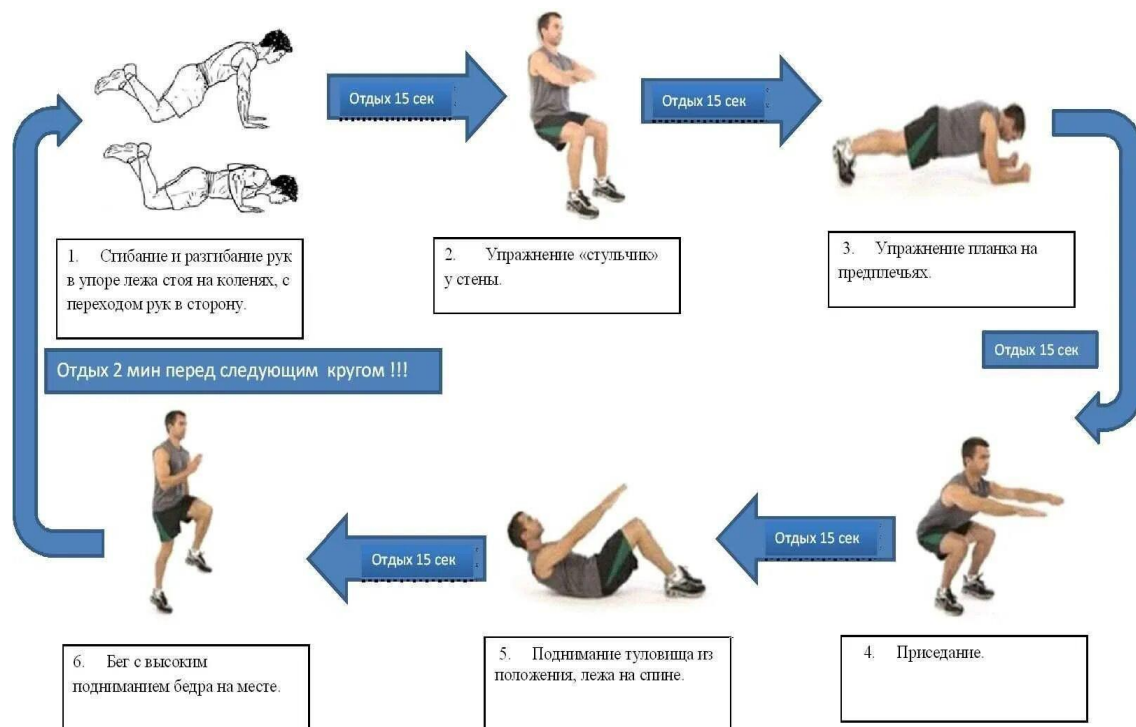 Отдых 15 сек
Отдых 15 сек
1. Сгибание и разгибание рук
в упоре лежа стоя на коленях, с
переходом рук в сторону.
2. Упражнение «стульчик»
у стены.
3. Упражнение планка на
предплечьях.
Отдых 15 сек
Отдых 2 мин перед следующим кругом !!!
Отдых 15 сек
Отдых 15 сек
6. Бег с высоким
подниманием бедра на месте.
5. Поднимание туловища из
положения, лежа на спине.
4. Приседание.